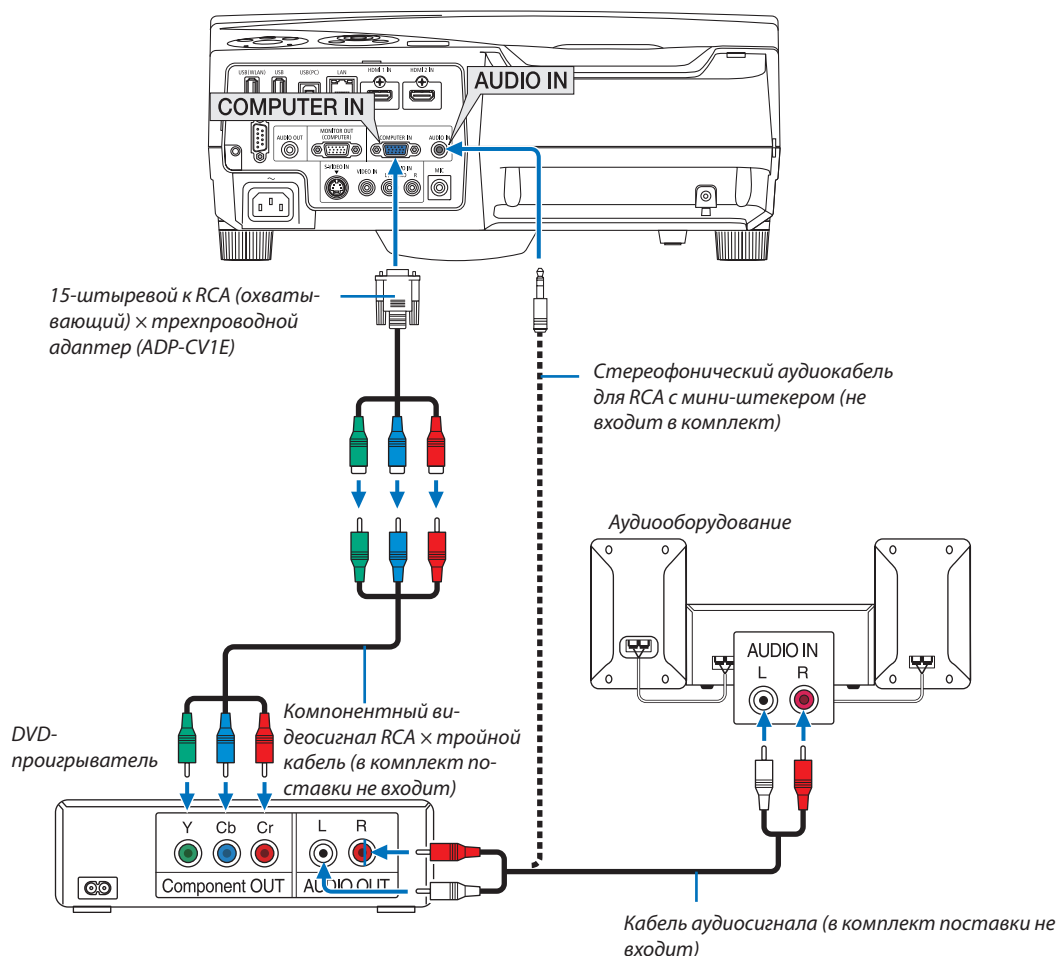 USB(WLAN) USB USB(PC) LAN HDMI 1 IN HDMI 2 IN
AUDIO IN
COMPUTER IN
AUDIO OUT
MONITOR OUT
(COMPUTER)
COMPUTER IN
AUDIO IN
S-VIDEO IN
VIDEO IN
L
R
MIC
15-штыревой к RCA (охваты-
вающий) × трехпроводной
адаптер (ADP-CV1E)
Стереофонический аудиокабель
для RCA с мини-штекером (не
входит в комплект)
Аудиооборудование
AUDIO IN
L R
DVD-
проигрыватель
Компонентный ви-
деосигнал RCA × тройной
кабель (в комплект по-
ставки не входит)
Y Cb Cr
L R
Component OUT
AUDIO OUT
Кабель аудиосигнала (в комплект поставки не
входит)